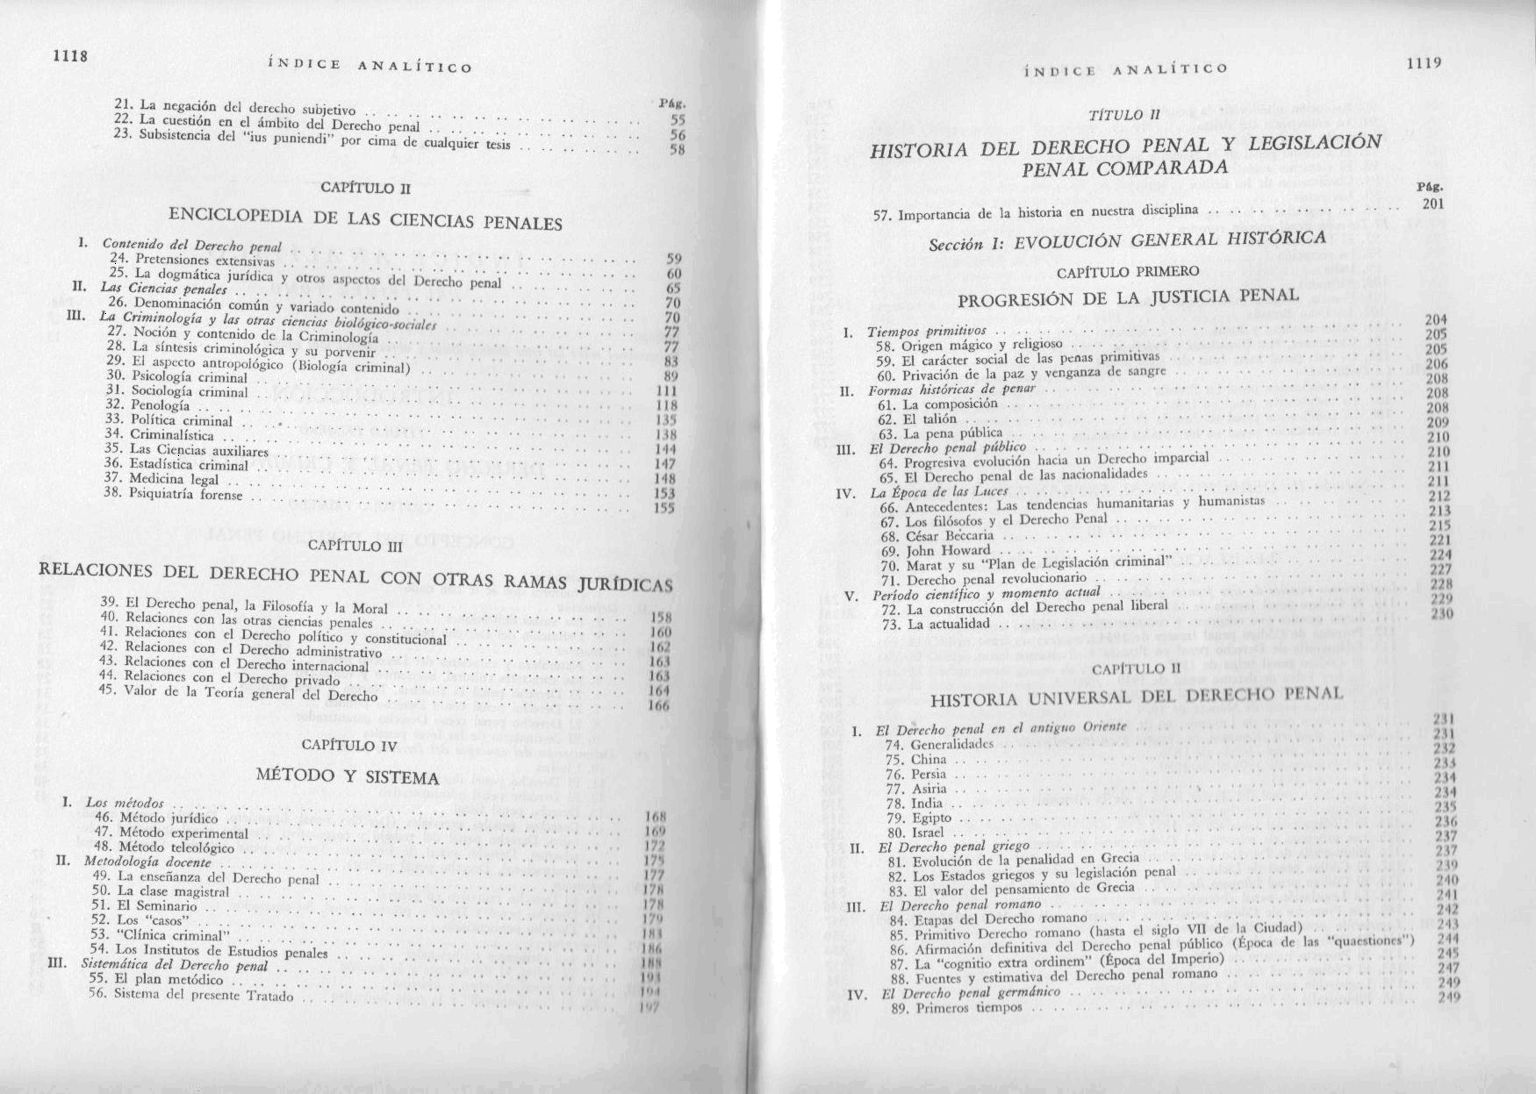 1118
ÍNDICE ANALÍTICO
Pág.
21. La negación del derecho subjetivo .. .. .. .. .. .. .. 55
22. La cuestión en el ámbito del Derecho penal .. .. .. .. .. .. 56
23. Subsistencia del "ius puniendi" por cima de cualquier tesis .. .. .. .. 58
CAPÍTULO II
ENCICLOPEDIA DE LAS CIENCIAS PENALES
I. Contenido del Derecho penal .. .. .. .. .. .. 59
24. Pretensiones extensivas .. .. .. .. .. .. 60
25. La dogmática jurídica y otros aspectos del Derecho penal .. .. .. .. 65
II. Las Ciencias penales .. .. .. .. .. .. 70
26. Denominación común y variado contenido .. .. .. .. .. 70
III. La Criminología y las otras ciencias biológico-sociales .. .. .. .. 77
27. Noción y contenido de la Criminología .. .. .. .. .. 77
28. La síntesis criminológica y su porvenir .. .. .. .. .. 83
29. El aspecto antropológico (Biología criminal) .. .. .. .. .. 89
30. Psicología criminal .. .. .. .. .. .. 111
31. Sociología criminal .. .. .. .. .. .. 118
32. Penología .. .. .. .. .. .. 135
33. Política criminal .. .. .. .. .. .. 138
34. Criminalística .. .. .. .. .. .. 144
35. Las Ciencias auxiliares .. .. .. .. .. .. 147
36. Estadística criminal .. .. .. .. .. .. 148
37. Medicina legal .. .. .. .. .. .. 153
38. Psiquiatría forense .. .. .. .. .. .. 155
CAPÍTULO III
RELACIONES DEL DERECHO PENAL CON OTRAS RAMAS JURÍDICAS
39. El Derecho penal, la Filosofía y la Moral .. .. .. .. .. 158
40. Relaciones con las otras ciencias penales .. .. .. .. .. 160
41. Relaciones con el Derecho político y constitucional .. .. .. .. 162
42. Relaciones con el Derecho administrativo .. .. .. .. .. 163
43. Relaciones con el Derecho internacional .. .. .. .. .. 163
44. Relaciones con el Derecho privado .. .. .. .. .. 164
45. Valor de la Teoría general del Derecho .. .. .. .. .. 166
CAPÍTULO IV
MÉTODO Y SISTEMA
I. Los métodos .. .. .. .. .. .. 168
46. Método jurídico .. .. .. .. .. .. 169
47. Método experimental .. .. .. .. .. .. 172
48. Método teleológico .. .. .. .. .. .. 175
II. Metodología docente .. .. .. .. .. .. 177
49. La enseñanza del Derecho penal .. .. .. .. .. 178
50. La clase magistral .. .. .. .. .. .. 178
51. El Seminario .. .. .. .. .. .. 179
52. Los "casos" .. .. .. .. .. .. 183
53. "Clínica criminal" .. .. .. .. .. .. 186
54. Los Institutos de Estudios penales .. .. .. .. .. 188
III. Sistemática del Derecho penal .. .. .. .. .. 193
55. El plan metódico .. .. .. .. .. .. 194
56. Sistema del presente Tratado .. .. .. .. .. 197
ÍNDICE ANALÍTICO
1119
TÍTULO II
HISTORIA DEL DERECHO PENAL Y LEGISLACIÓN
PENAL COMPARADA
Pág.
57. Importancia de la historia en nuestra disciplina .. .. .. .. .. 201
Sección I: EVOLUCIÓN GENERAL HISTÓRICA
CAPÍTULO PRIMERO
PROGRESIÓN DE LA JUSTICIA PENAL
I. Tiempos primitivos .. .. .. .. .. .. 204
58. Origen mágico y religioso .. .. .. .. .. .. 205
59. El carácter social de las penas primitivas .. .. .. .. .. 205
60. Privación de la paz y venganza de sangre .. .. .. .. .. 206
II. Formas históricas de penar .. .. .. .. .. .. 208
61. La composición .. .. .. .. .. .. 208
62. El talión .. .. .. .. .. .. 208
63. La pena pública .. .. .. .. .. .. 209
III. El Derecho penal público .. .. .. .. .. .. 210
64. Progresiva evolución hacia un Derecho imparcial .. .. .. .. 210
65. El Derecho penal de las nacionalidades .. .. .. .. .. 211
IV. La Época de las Luces .. .. .. .. .. .. 211
66. Antecedentes: Las tendencias humanitarias y humanistas .. .. .. .. 212
67. Los filósofos y el Derecho Penal .. .. .. .. .. 213
68. César Beccaria .. .. .. .. .. .. 215
69. John Howard .. .. .. .. .. .. 221
70. Marat y su "Plan de Legislación criminal" .. .. .. .. .. 224
71. Derecho penal revolucionario .. .. .. .. .. 227
V. Período científico y momento actual .. .. .. .. .. 228
72. La construcción del Derecho penal liberal .. .. .. .. .. 229
73. La actualidad .. .. .. .. .. .. 230
CAPÍTULO II
HISTORIA UNIVERSAL DEL DERECHO PENAL
I. El Derecho penal en el antiguo Oriente .. .. .. .. .. 231
74. Generalidades .. .. .. .. .. .. 231
75. China .. .. .. .. .. .. 232
76. Persia .. .. .. .. .. .. 233
77. Asiria .. .. .. .. .. .. 234
78. India .. .. .. .. .. .. 234
79. Egipto .. .. .. .. .. .. 235
80. Israel .. .. .. .. .. .. 236
II. El Derecho penal griego .. .. .. .. .. .. 237
81. Evolución de la penalidad en Grecia .. .. .. .. .. 237
82. Los Estados griegos y su legislación penal .. .. .. .. .. 239
83. El valor del pensamiento de Grecia .. .. .. .. .. 240
III. El Derecho penal romano .. .. .. .. .. .. 241
84. Etapas del Derecho romano .. .. .. .. .. 242
85. Primitivo Derecho romano (hasta el siglo VII de la Ciudad) .. .. .. 243
86. Afirmación definitiva del Derecho penal público (Época de las "quaestiones") 244
87. La "cognitio extra ordinem" (Época del Imperio) .. .. .. .. 245
88. Fuentes y estimativa del Derecho penal romano .. .. .. .. 247
IV. El Derecho penal germánico .. .. .. .. .. .. 249
89. Primeros tiempos .. .. .. .. .. .. 249